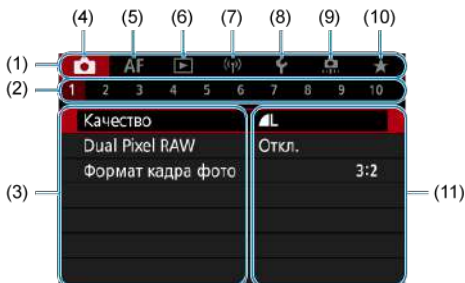 (4) (5) (6) (7) (8) (9) (10)
(1) AF
(2) 1 2 3 4 5 6 7 8 9 10
Качество L
Dual Pixel RAW Откл.
Формат кадра фото 3:2
(3) (11)